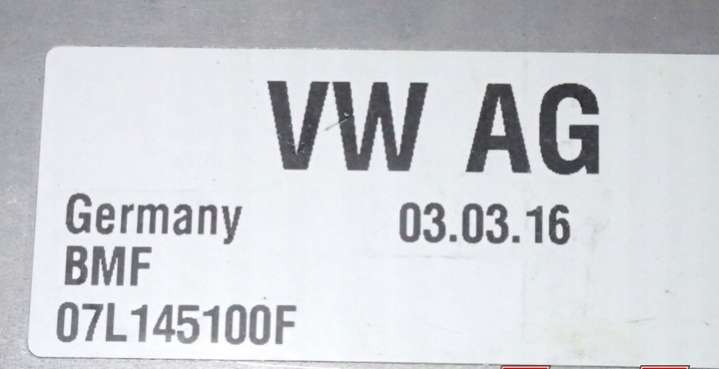 VW AG
Germany 03.03.16
BMF
07L145100F